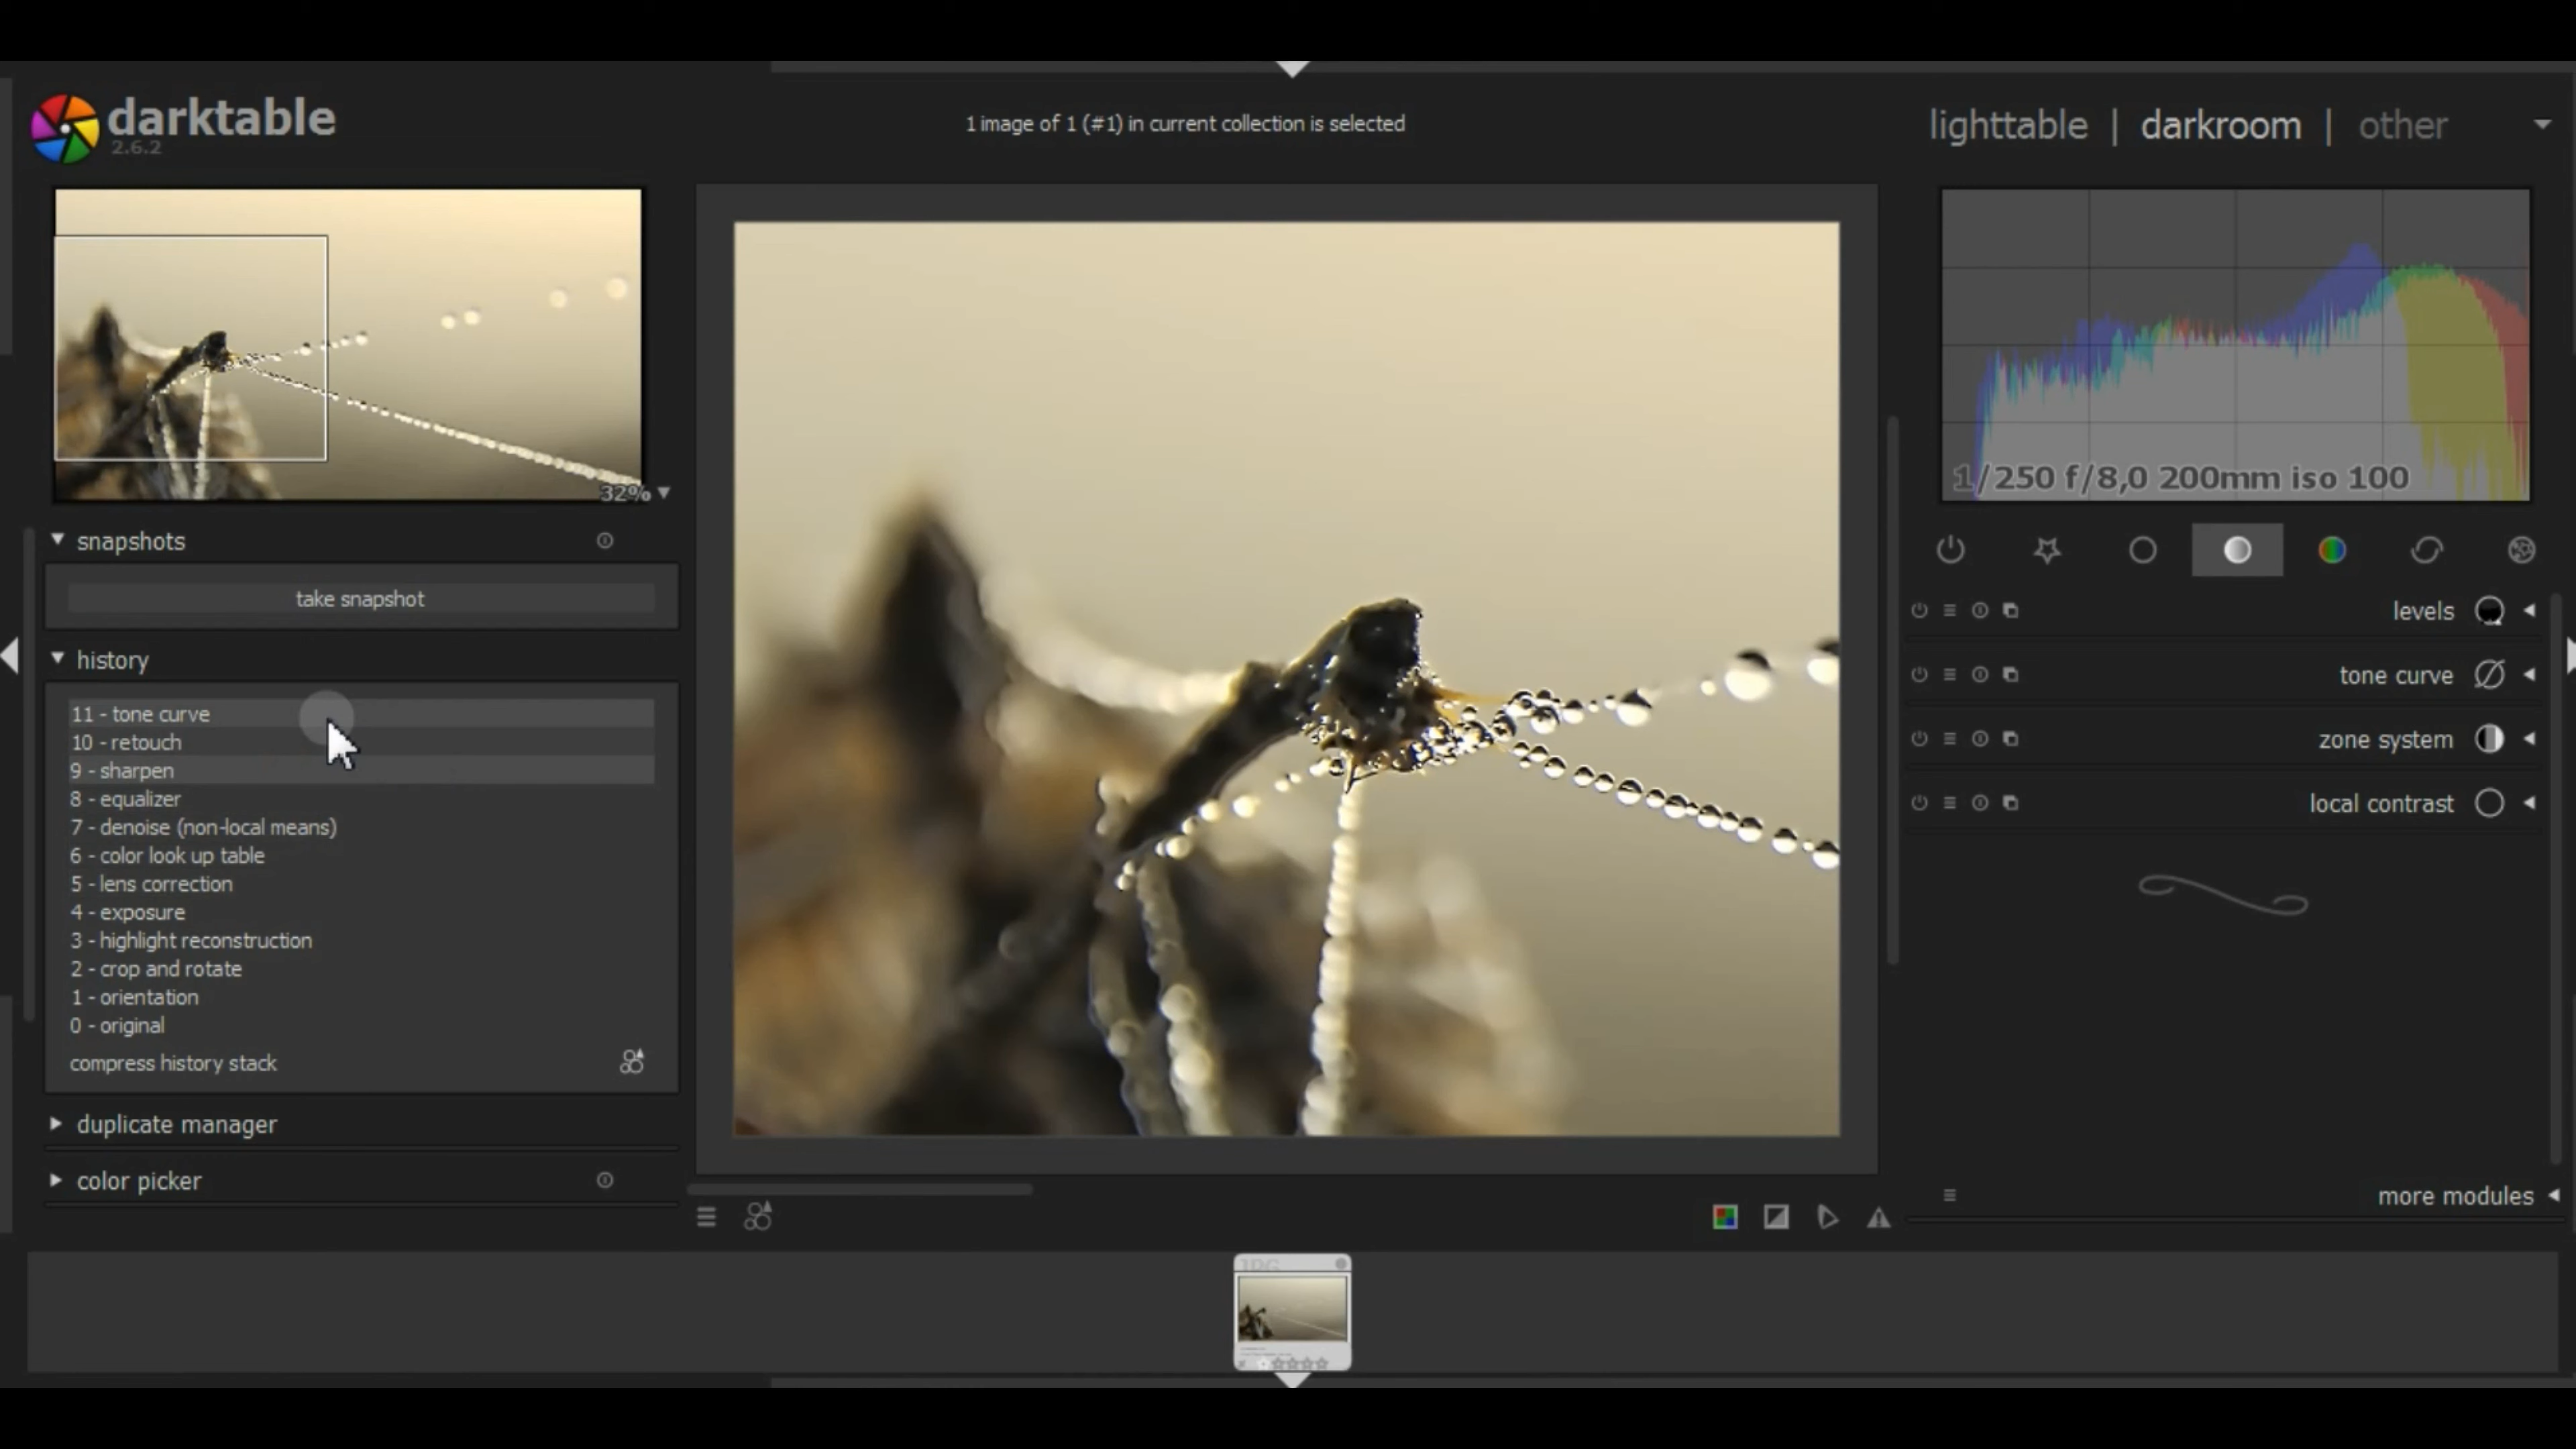 darktable
2.6.2
1 image of 1 (#1) in current collection is selected
lighttable | darkroom | other
32%
1/250 f/8,0 200mm iso 100
snapshots
take snapshot
history
11 - tone curve
10 - retouch
9 - sharpen
8 - equalizer
7 - denoise (non-local means)
6 - color look up table
5 - lens correction
4 - exposure
3 - highlight reconstruction
2 - crop and rotate
1 - orientation
0 - original
compress history stack
duplicate manager
color picker
levels
tone curve
zone system
local contrast
more modules
JPG